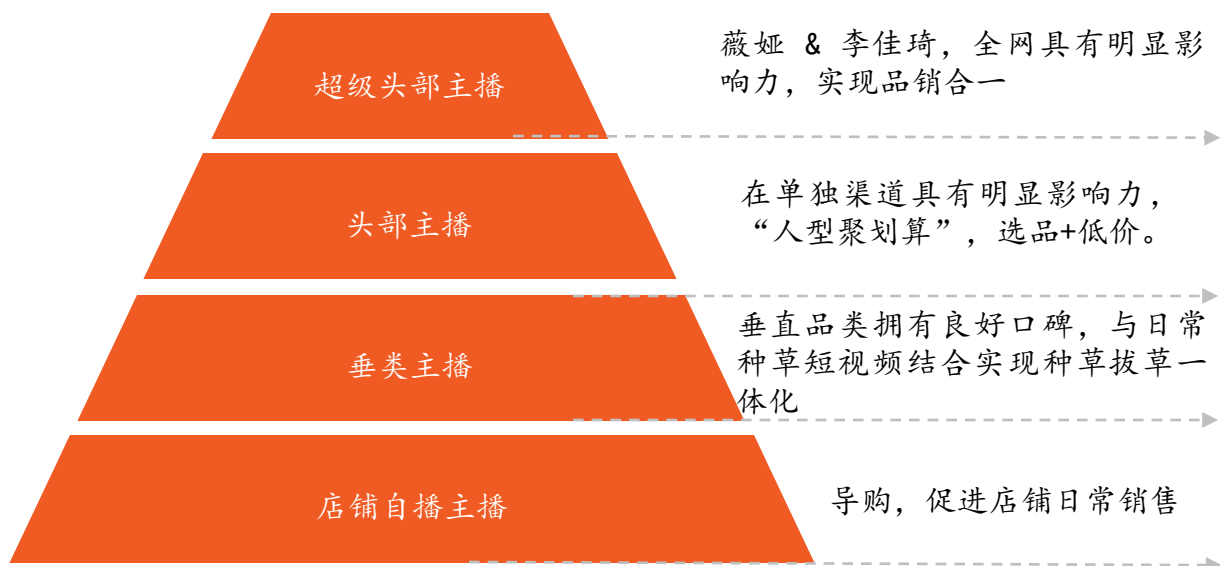 超级头部主播
薇娅 & 李佳琦，全网具有明显影
响力，实现品销合一
头部主播
在单独渠道具有明显影响力，
“人型聚划算”，选品+低价。
垂类主播
垂直品类拥有良好口碑，与日常
种草短视频结合实现种草拔草一
体化
店铺自播主播
导购，促进店铺日常销售